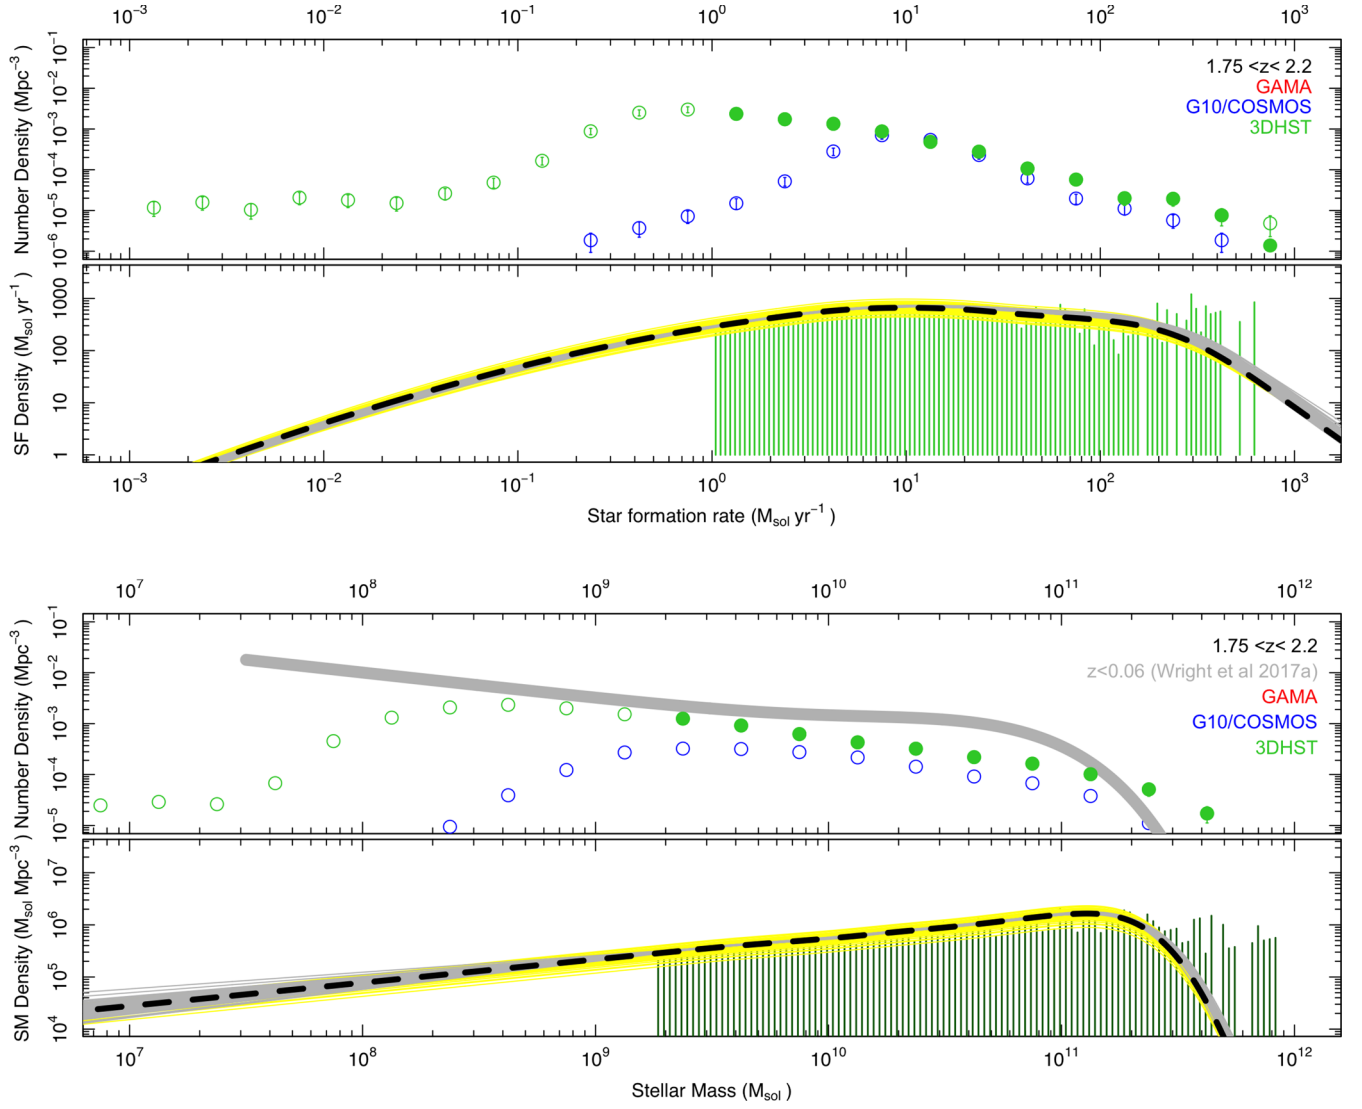 10⁻³ 10⁻² 10⁻¹ 10⁰ 10¹ 10² 10³
Number Density (Mpc⁻³)
10⁻¹
10⁻²
10⁻³
10⁻⁴
10⁻⁵
10⁻⁶
1.75 <z< 2.2
GAMA
G10/COSMOS
3DHST
SF Density (Mₛₒₗ yr⁻¹)
1000
100
10
1
10⁻³ 10⁻² 10⁻¹ 10⁰ 10¹ 10² 10³
Star formation rate (Mₛₒₗ yr⁻¹ )
10⁷ 10⁸ 10⁹ 10¹⁰ 10¹¹ 10¹²
Number Density (Mpc⁻³)
10⁻¹
10⁻²
10⁻³
10⁻⁴
10⁻⁵
1.75 <z< 2.2
z<0.06 (Wright et al 2017a)
GAMA
G10/COSMOS
3DHST
SM Density (Mₛₒₗ Mpc⁻³)
10⁷
10⁶
10⁵
10⁴
10⁷ 10⁸ 10⁹ 10¹⁰ 10¹¹ 10¹²
Stellar Mass (Mₛₒₗ )